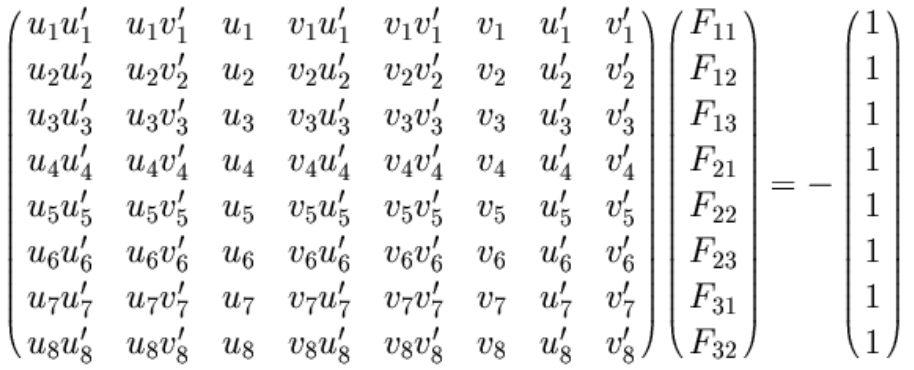 u₁u′₁ u₁v′₁ u₁ v₁u′₁ v₁v′₁ v₁ u′₁ v′₁ F₁₁ 1
u₂u′₂ u₂v′₂ u₂ v₂u′₂ v₂v′₂ v₂ u′₂ v′₂ F₁₂ 1
u₃u′₃ u₃v′₃ u₃ v₃u′₃ v₃v′₃ v₃ u′₃ v′₃ F₁₃ 1
u₄u′₄ u₄v′₄ u₄ v₄u′₄ v₄v′₄ v₄ u′₄ v′₄ F₂₁ 1
u₅u′₅ u₅v′₅ u₅ v₅u′₅ v₅v′₅ v₅ u′₅ v′₅ F₂₂ = − 1
u₆u′₆ u₆v′₆ u₆ v₆u′₆ v₆v′₆ v₆ u′₆ v′₆ F₂₃ 1
u₇u′₇ u₇v′₇ u₇ v₇u′₇ v₇v′₇ v₇ u′₇ v′₇ F₃₁ 1
u₈u′₈ u₈v′₈ u₈ v₈u′₈ v₈v′₈ v₈ u′₈ v′₈ F₃₂ 1